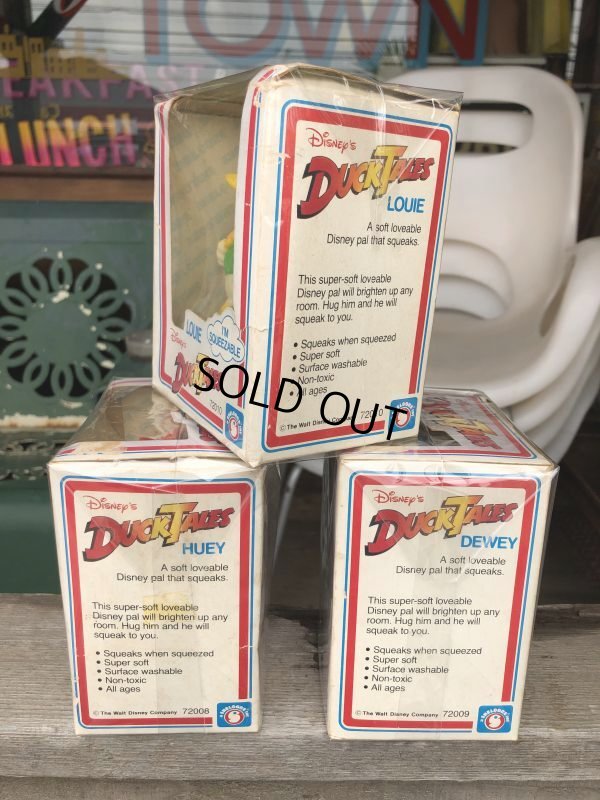 OWN
LUNCH
Disney's
DUCKTALES
LOUIE
A soft loveable
Disney pal that squeaks.
This super-soft loveable
Disney pal will brighten up any
room. Hug him and he will
squeak to you.
• Squeaks when squeezed
• Super soft
• Surface washable
• Non-toxic
• All ages
© The Walt Disney
LOUIE
I'M
SQUEEZABLE
Disney's
72010
SOLD OUT
Disney's
DUCKTALES
HUEY
A soft loveable
Disney pal that squeaks.
This super-soft loveable
Disney pal will brighten up any
room. Hug him and he will
squeak to you.
• Squeaks when squeezed
• Super soft
• Surface washable
• Non-toxic
• All ages
© The Walt Disney Company 72008
Disney's
DUCKTALES
DEWEY
A soft loveable
Disney pal that squeaks.
This super-soft loveable
Disney pal will brighten up any
room. Hug him and he will
squeak to you.
• Squeaks when squeezed
• Super soft
• Surface washable
• Non-toxic
• All ages
© The Walt Disney Company 72009